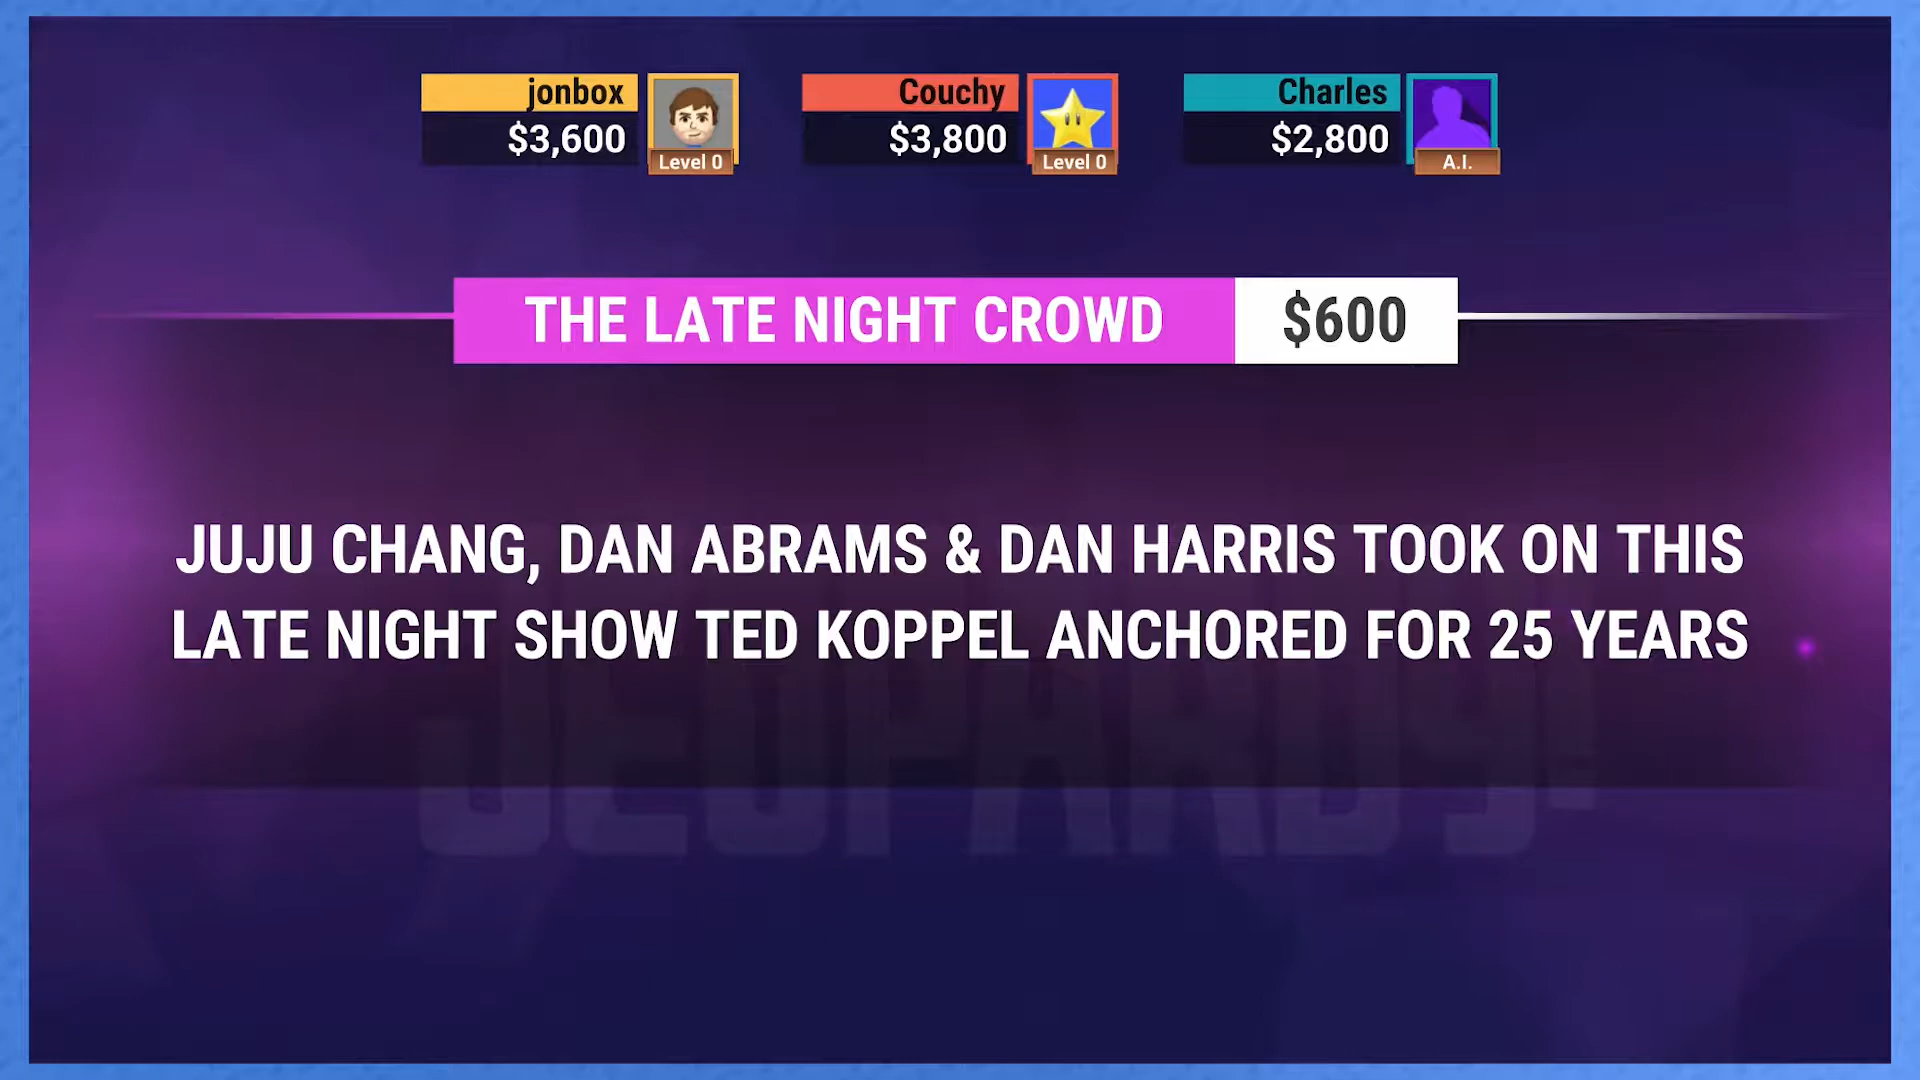 jonbox
$3,600
Level 0
Couchy
$3,800
Level 0
Charles
$2,800
A.I.
THE LATE NIGHT CROWD $600
JUJU CHANG, DAN ABRAMS & DAN HARRIS TOOK ON THIS
LATE NIGHT SHOW TED KOPPEL ANCHORED FOR 25 YEARS
JEOPARDY!